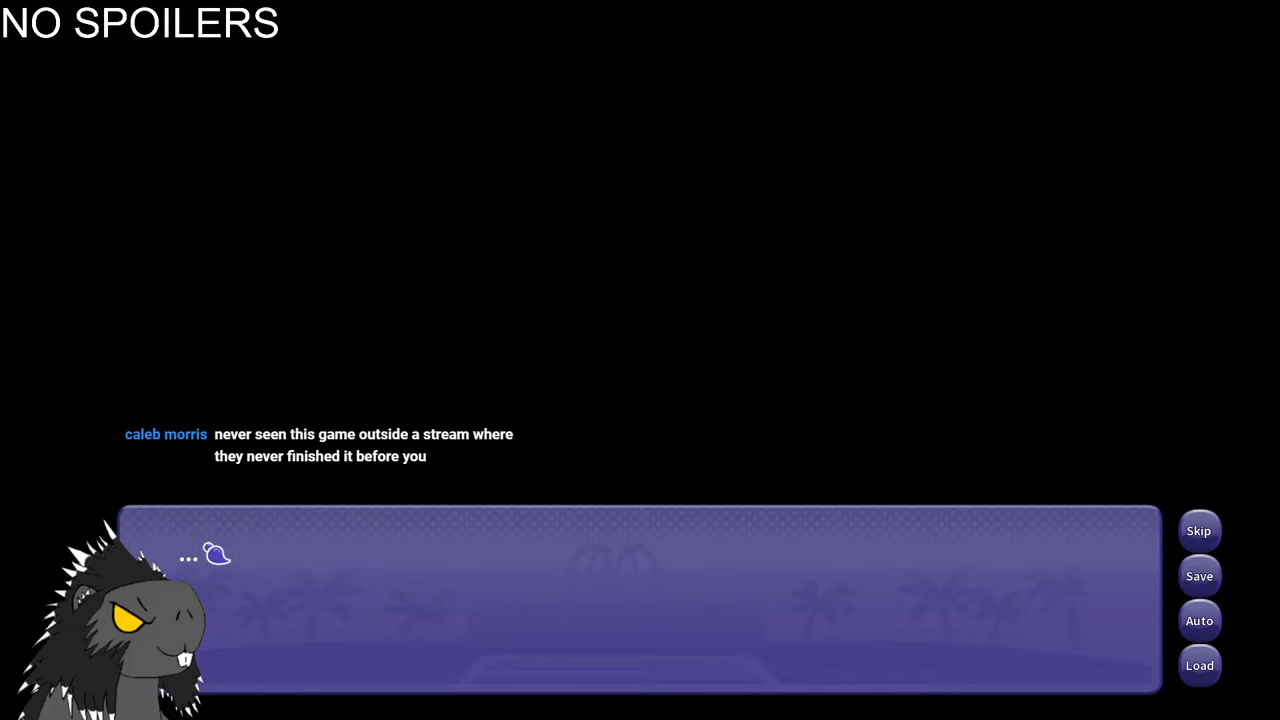 NO SPOILERS
caleb morris never seen this game outside a stream where
they never finished it before you
...
Skip
Save
Auto
Load